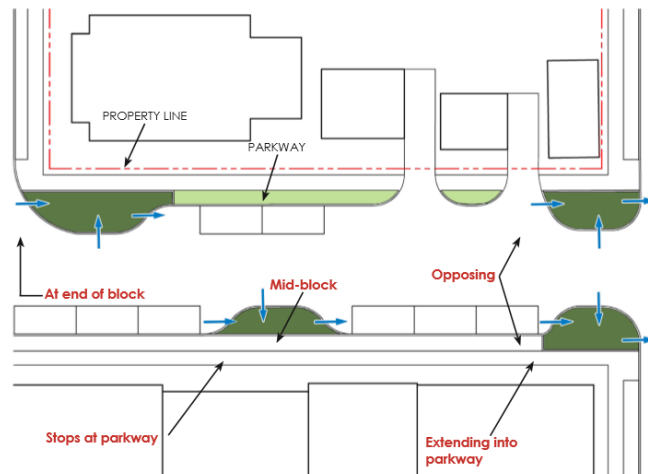 PROPERTY LINE
PARKWAY
At end of block
Mid-block
Opposing
Stops at parkway
Extending into
parkway